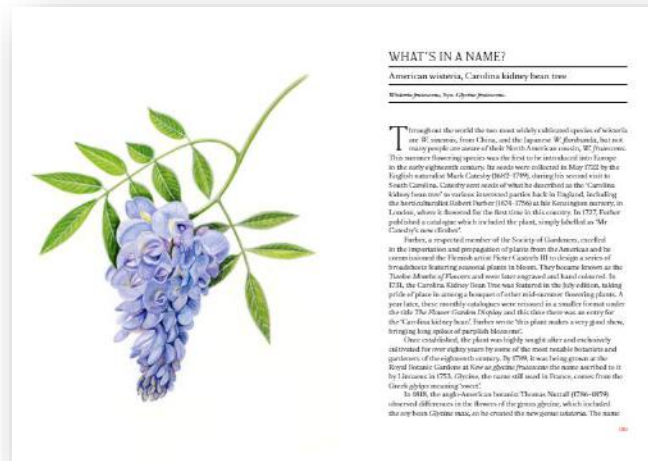 WHAT'S IN A NAME?
American wisteria, Carolina kidney bean tree
Wisteria frutescens, Syn. Glycine frutescens.
Throughout the world the two most widely cultivated species of wisteria
are W. sinensis, from China, and the Japanese W. floribunda, but not
many people are aware of their North American cousin, W. frutescens.
This summer flowering species was the first to be introduced into Europe
in the early eighteenth century. Its seeds were collected in May 1722 by the
English naturalist Mark Catesby (1682–1749), during his second visit to
South Carolina. Catesby sent seeds of what he described as the 'Carolina
kidney bean tree' to various interested parties back in England, including
the horticulturalist Robert Furber (1674–1756) at his Kensington nursery, in
London, where it flowered for the first time in this country. In 1727, Furber
published a catalogue which included the plant, simply labelled as 'Mr
Catesby's new climber'.
Furber, a respected member of the Society of Gardeners, excelled
in the importation and propagation of plants from the Americas and he
commissioned the Flemish artist Pieter Casteels III to design a series of
broadsheets featuring seasonal plants in bloom. They became known as the
Twelve Months of Flowers and were later engraved and hand coloured. In
1731, the Carolina Kidney Bean Tree was featured in the July edition, taking
pride of place in among a bouquet of other mid-summer flowering plants. A
year later, these monthly catalogues were reissued in a smaller format under
the title The Flower Garden Display and this time there was an entry for
the 'Carolina kidney bean'. Furber wrote 'this plant makes a very good show,
bringing long spikes of purplish blossoms'.
Once established, the plant was highly sought after and exclusively
cultivated for over eighty years by some of the most notable botanists and
gardeners of the eighteenth century. By 1789, it was being grown at the
Royal Botanic Gardens at Kew as glycine frutescens the name ascribed to it
by Linnaeus in 1753. Glycine, the name still used in France, comes from the
Greek glykys meaning 'sweet'.
In 1818, the anglo-American botanist Thomas Nuttall (1786–1859)
observed differences in the flowers of the genus glycine, which included
the soy bean Glycine max, so he created the new genus wisteria. The name